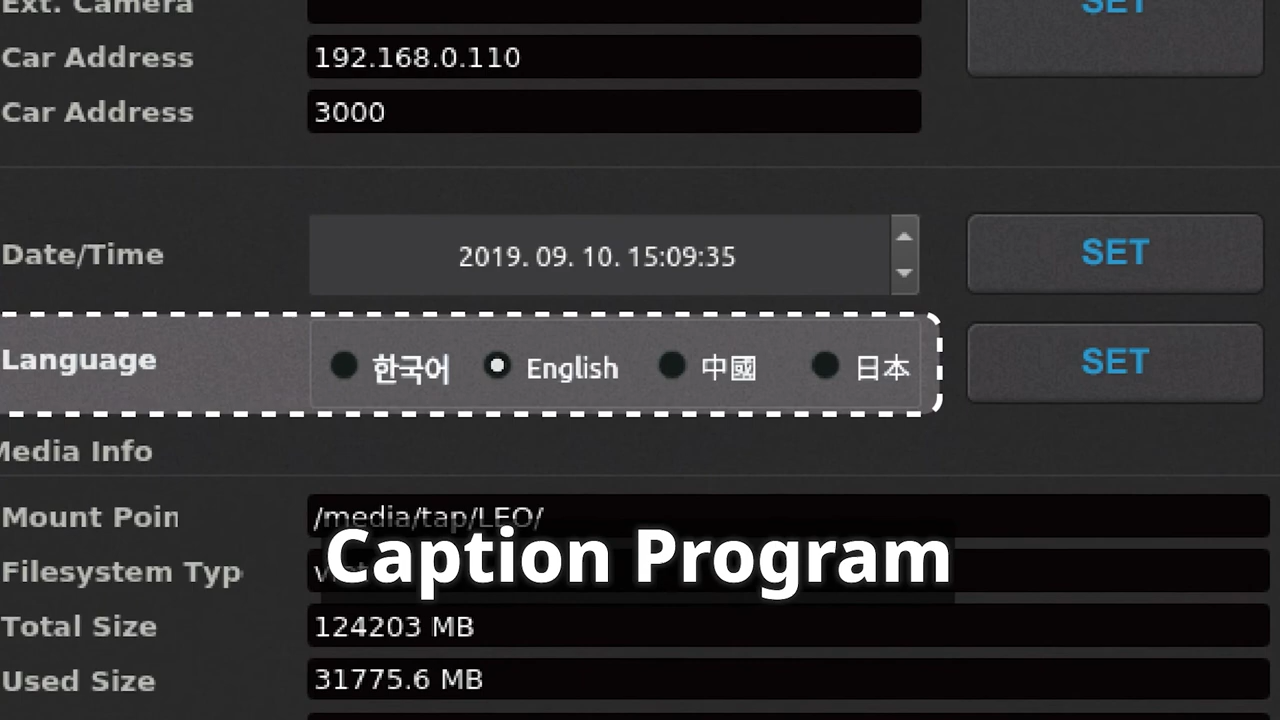 Ext. Camera SET
Car Address 192.168.0.110
Car Address 3000
Date/Time 2019. 09. 10. 15:09:35 SET
Language 한국어 English 中國 日本 SET
Media Info
Mount Poin /media/tap/LEO/
Caption Program
Filesystem Typ
Total Size 124203 MB
Used Size 31775.6 MB